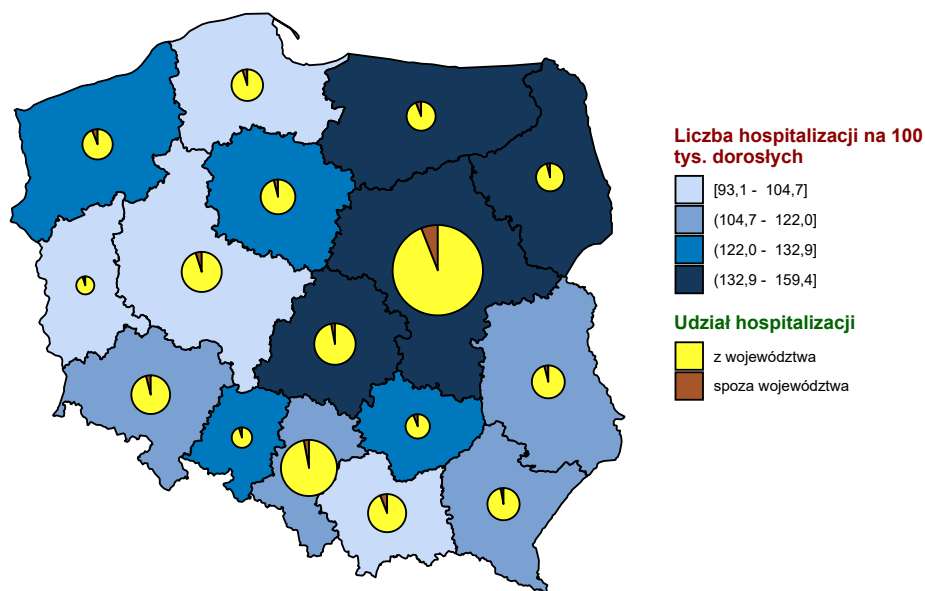 Liczba hospitalizacji na 100
tys. dorosłych
[93,1 - 104,7]
(104,7 - 122,0]
(122,0 - 132,9]
(132,9 - 159,4]
Udział hospitalizacji
z województwa
spoza województwa